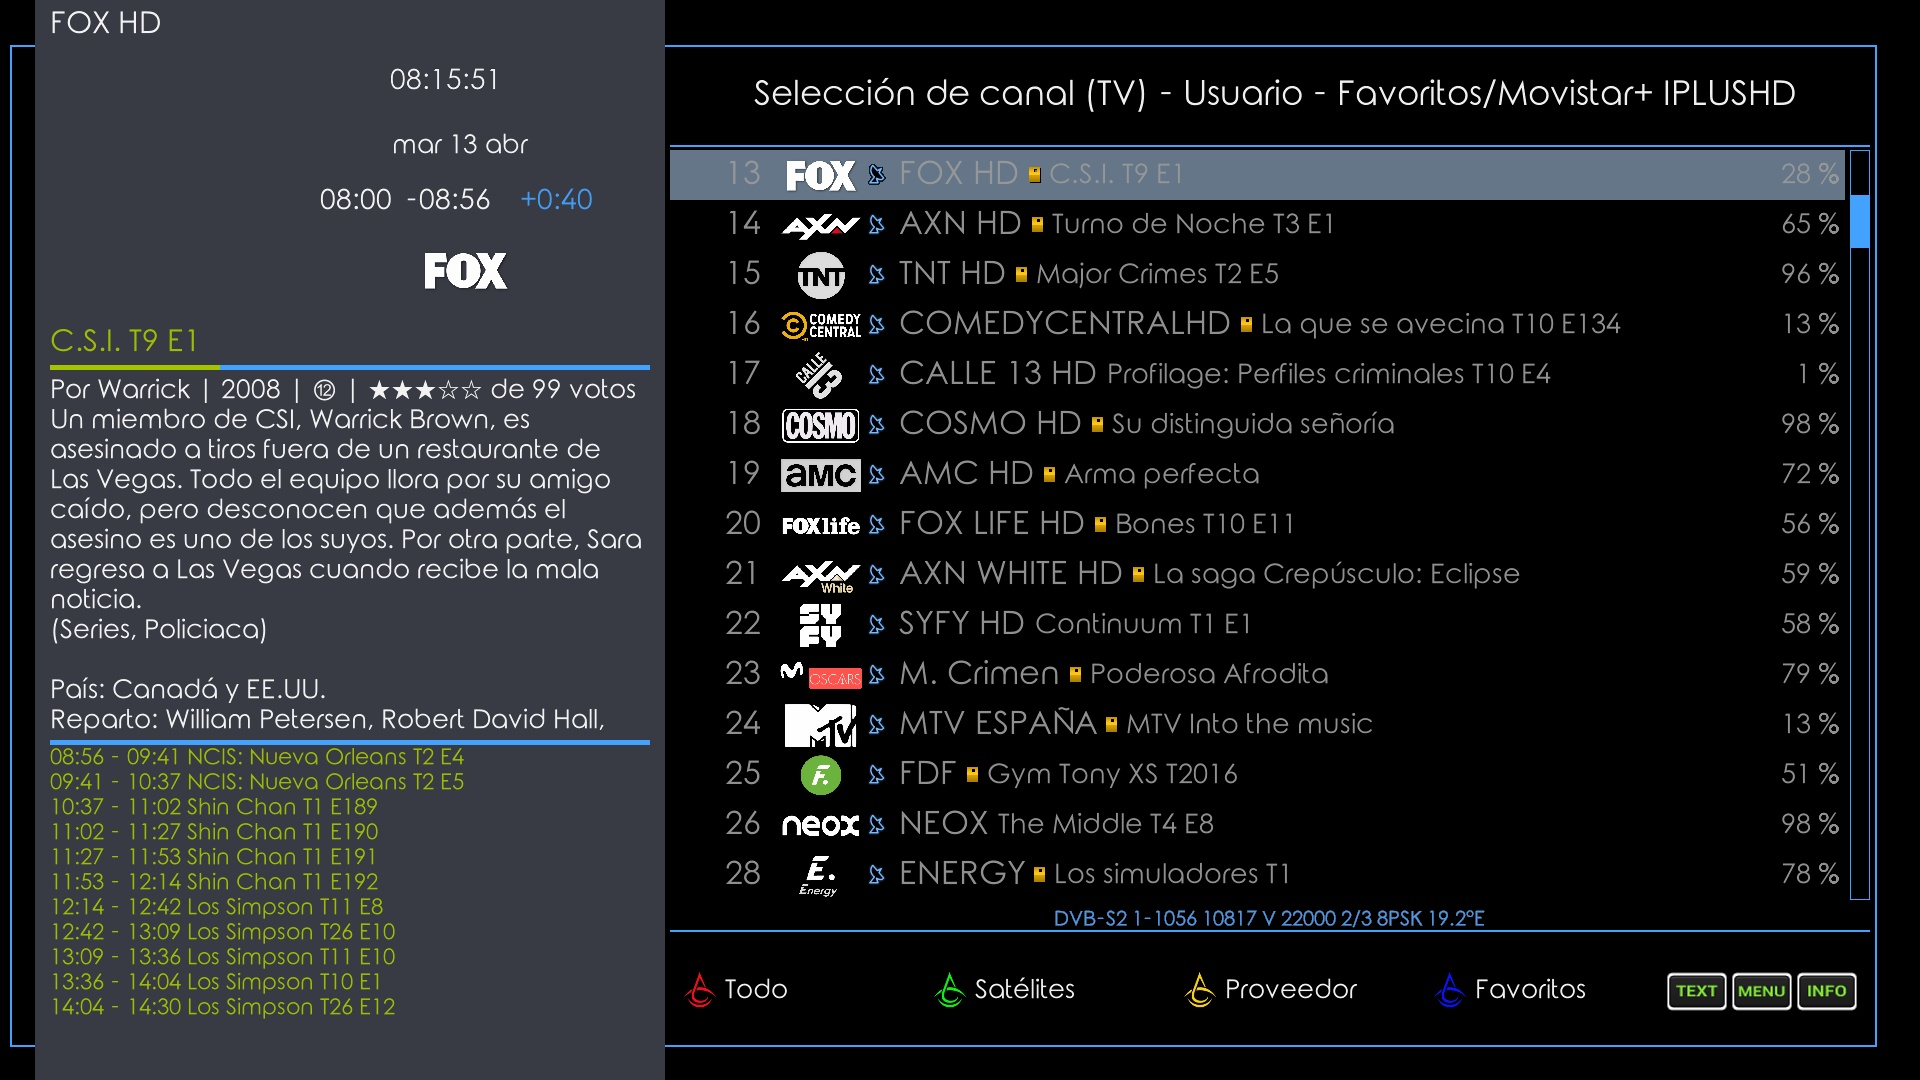 FOX HD
08:15:51
mar 13 abr
08:00 -08:56 +0:40
FOX
C.S.I. T9 E1
Por Warrick | 2008 | ⑫ | ★★★☆☆ de 99 votos
Un miembro de CSI, Warrick Brown, es
asesinado a tiros fuera de un restaurante de
Las Vegas. Todo el equipo llora por su amigo
caído, pero desconocen que además el
asesino es uno de los suyos. Por otra parte, Sara
regresa a Las Vegas cuando recibe la mala
noticia.
(Series, Policiaca)
País: Canadá y EE.UU.
Reparto: William Petersen, Robert David Hall,
08:56 - 09:41 NCIS: Nueva Orleans T2 E4
09:41 - 10:37 NCIS: Nueva Orleans T2 E5
10:37 - 11:02 Shin Chan T1 E189
11:02 - 11:27 Shin Chan T1 E190
11:27 - 11:53 Shin Chan T1 E191
11:53 - 12:14 Shin Chan T1 E192
12:14 - 12:42 Los Simpson T11 E8
12:42 - 13:09 Los Simpson T26 E10
13:09 - 13:36 Los Simpson T11 E10
13:36 - 14:04 Los Simpson T10 E1
14:04 - 14:30 Los Simpson T26 E12
Selección de canal (TV) - Usuario - Favoritos/Movistar+ IPLUSHD
13 FOX FOX HD C.S.I. T9 E1 28 %
14 AXN AXN HD Turno de Noche T3 E1 65 %
15 TNT TNT HD Major Crimes T2 E5 96 %
16 COMEDY CENTRAL COMEDYCENTRALHD La que se avecina T10 E134 13 %
17 CALLE 13 CALLE 13 HD Profilage: Perfiles criminales T10 E4 1 %
18 COSMO COSMO HD Su distinguida señoría 98 %
19 aMC AMC HD Arma perfecta 72 %
20 FOXlife FOX LIFE HD Bones T10 E11 56 %
21 AXN White AXN WHITE HD La saga Crepúsculo: Eclipse 59 %
22 SYFY SYFY HD Continuum T1 E1 58 %
23 M OSCARS M. Crimen Poderosa Afrodita 79 %
24 MTV MTV ESPAÑA MTV Into the music 13 %
25 F. FDF Gym Tony XS T2016 51 %
26 neox NEOX The Middle T4 E8 98 %
28 E. Energy ENERGY Los simuladores T1 78 %
DVB-S2 1-1056 10817 V 22000 2/3 8PSK 19.2°E
Todo Satélites Proveedor Favoritos TEXT MENU INFO